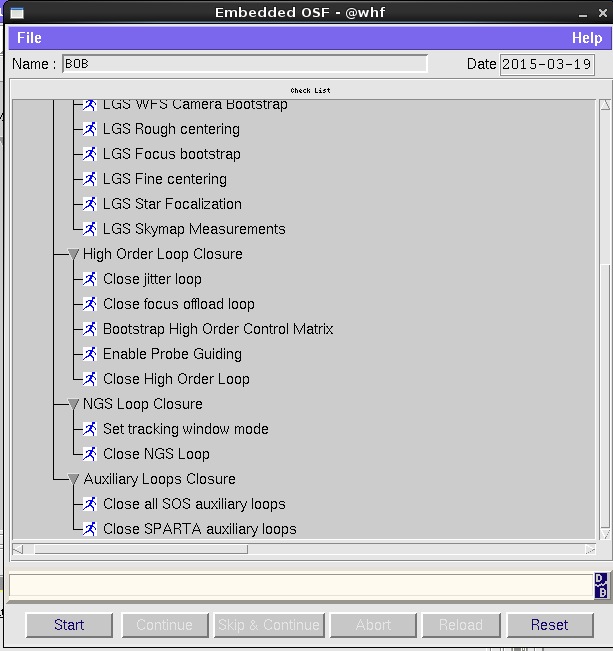 Embedded OSF - @whf
File Help
Name : BOB Date 2015-03-19
Check List
LGS WFS Camera Bootstrap
LGS Rough centering
LGS Focus bootstrap
LGS Fine centering
LGS Star Focalization
LGS Skymap Measurements
High Order Loop Closure
Close jitter loop
Close focus offload loop
Bootstrap High Order Control Matrix
Enable Probe Guiding
Close High Order Loop
NGS Loop Closure
Set tracking window mode
Close NGS Loop
Auxiliary Loops Closure
Close all SOS auxiliary loops
Close SPARTA auxiliary loops
D
B
Start Continue Skip & Continue Abort Reload Reset